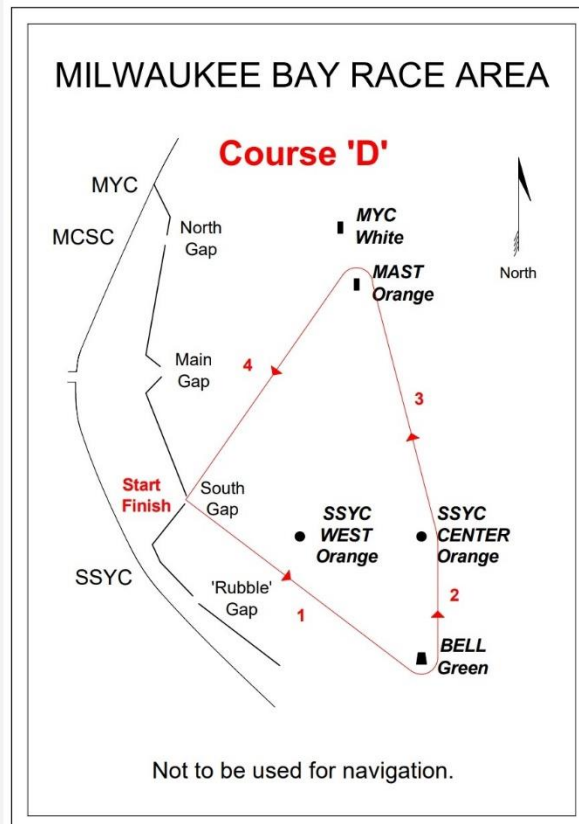 MILWAUKEE BAY RACE AREA
Course 'D'
MYC
MCSC
North
Gap
MYC
White
MAST
Orange
North
Main
Gap
4
3
Start
Finish
South
Gap
SSYC
WEST
Orange
SSYC
CENTER
Orange
SSYC
'Rubble'
Gap
1
2
BELL
Green
Not to be used for navigation.